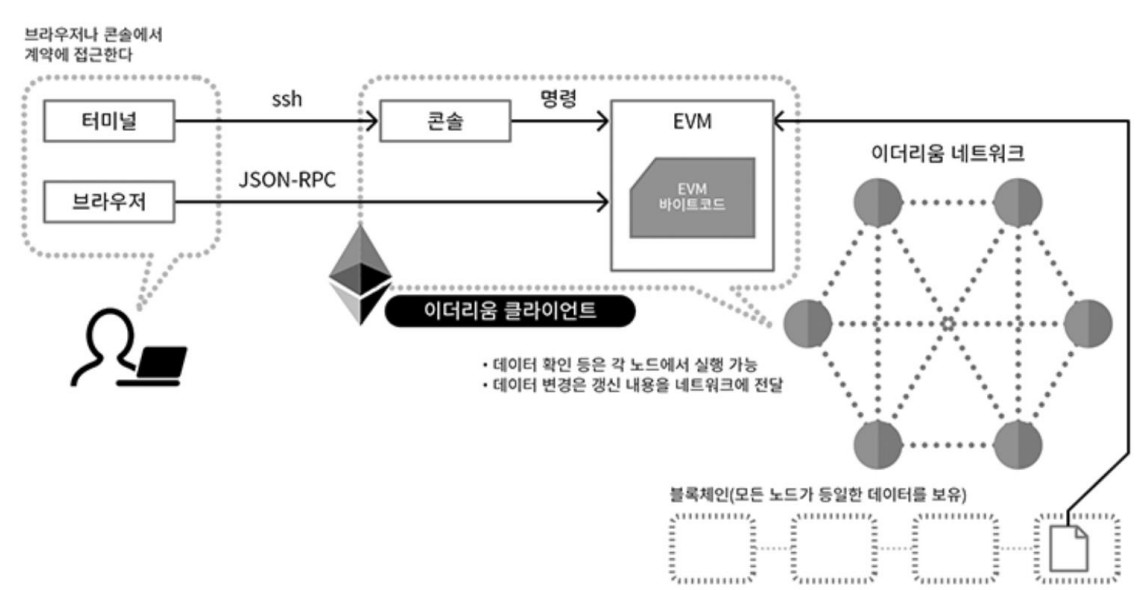 브라우저나 콘솔에서
계약에 접근한다
터미널
ssh
콘솔
명령
EVM
브라우저
JSON-RPC
EVM
바이트코드
이더리움 네트워크
이더리움 클라이언트
• 데이터 확인 등은 각 노드에서 실행 가능
• 데이터 변경은 갱신 내용을 네트워크에 전달
블록체인(모든 노드가 등일한 데이터를 보유)